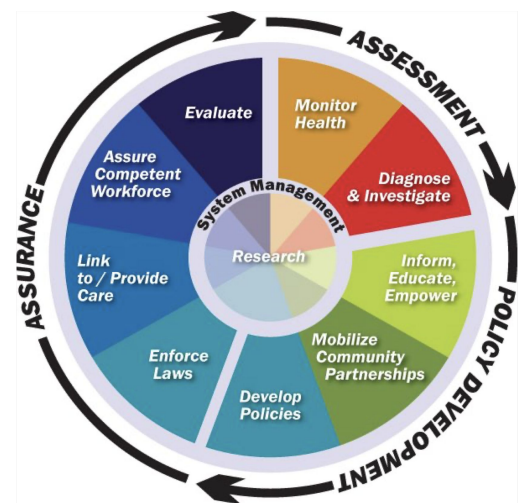 ASSESSMENT
Monitor
Health
Diagnose
& Investigate
POLICY DEVELOPMENT
Inform,
Educate,
Empower
Mobilize
Community
Partnerships
Develop
Policies
ASSURANCE
Enforce
Laws
Link
to / Provide
Care
Assure
Competent
Workforce
Evaluate
System Management
Research